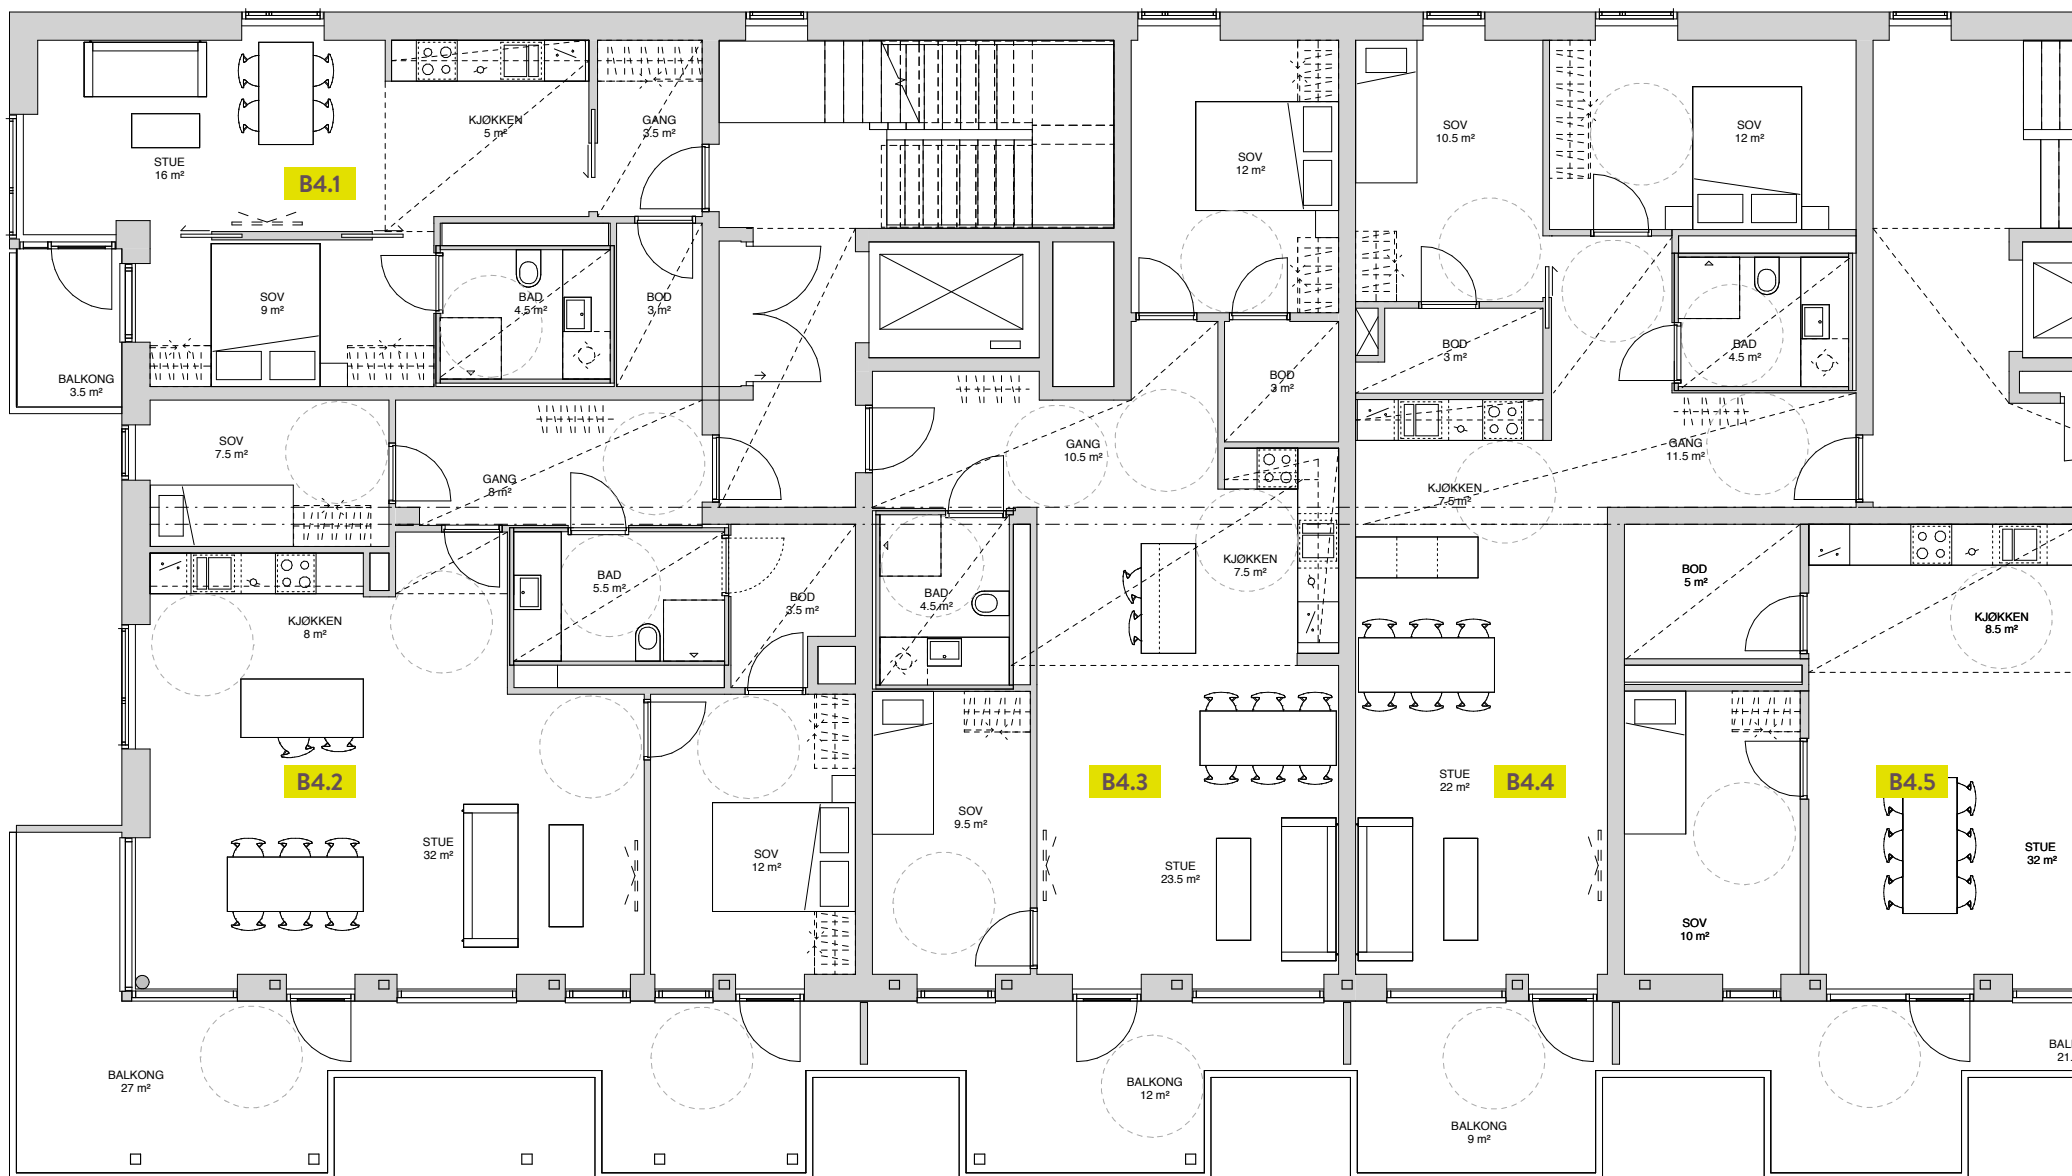 KJØKKEN
5 m²
GANG
3.5 m²
STUE
16 m²
B4.1
SOV
9 m²
BAD
4.5 m²
BOD
3 m²
BALKONG
3.5 m²
SOV
12 m²
SOV
10.5 m²
SOV
12 m²
BOD
3 m²
BAD
4.5 m²
BOD
3 m²
SOV
7.5 m²
GANG
8 m²
GANG
10.5 m²
GANG
11.5 m²
KJØKKEN
7.5 m²
KJØKKEN
8 m²
BAD
5.5 m²
BOD
3.5 m²
BAD
4.5 m²
KJØKKEN
7.5 m²
BOD
5 m²
KJØKKEN
8.5 m²
B4.2
B4.3
STUE
22 m²
B4.4
B4.5
STUE
32 m²
SOV
12 m²
SOV
9.5 m²
STUE
23.5 m²
STUE
32 m²
SOV
10 m²
BALKONG
27 m²
BALKONG
12 m²
BALKONG
9 m²
BAL
21.